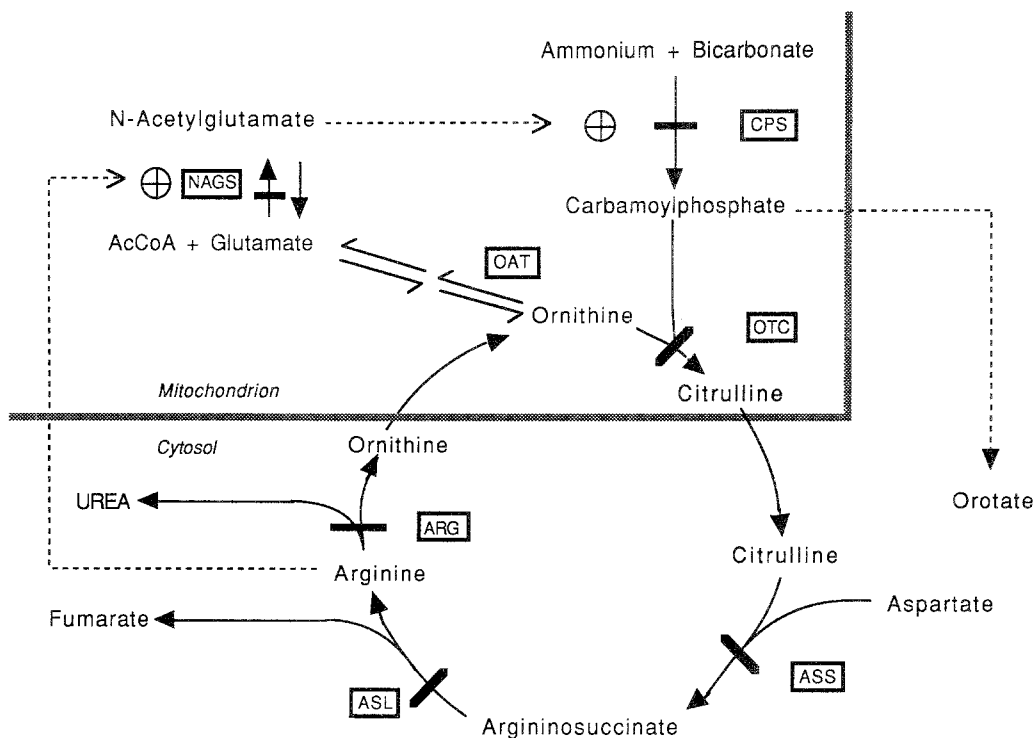 Ammonium + Bicarbonate
N-Acetylglutamate
CPS
NAGS
Carbamoylphosphate
AcCoA + Glutamate
OAT
Ornithine
OTC
Mitochondrion
Citrulline
Cytosol
Ornithine
UREA
Orotate
ARG
Citrulline
Arginine
Fumarate
Aspartate
ASS
ASL
Argininosuccinate